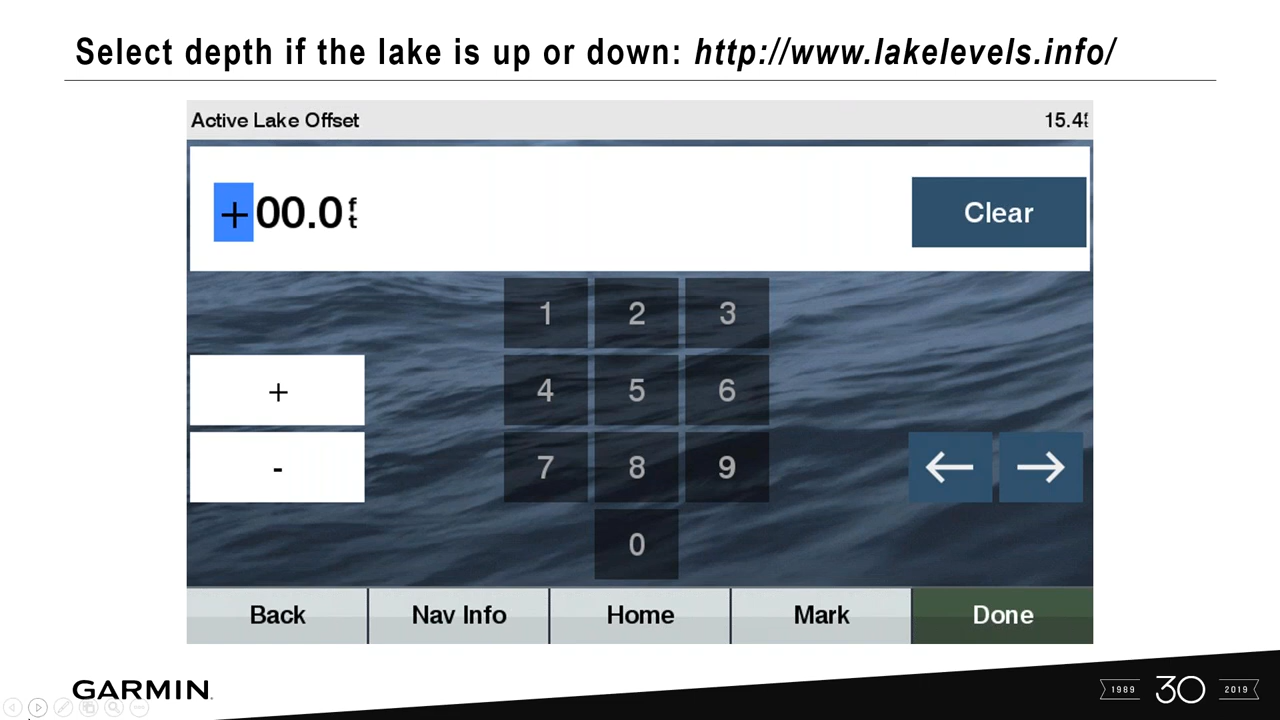 Select depth if the lake is up or down: http://www.lakelevels.info/
Active Lake Offset 15.4ft
+00.0ft Clear
1 2 3
+ 4 5 6
- 7 8 9 ← →
0
Back Nav Info Home Mark Done
GARMIN. 1989 30 2019